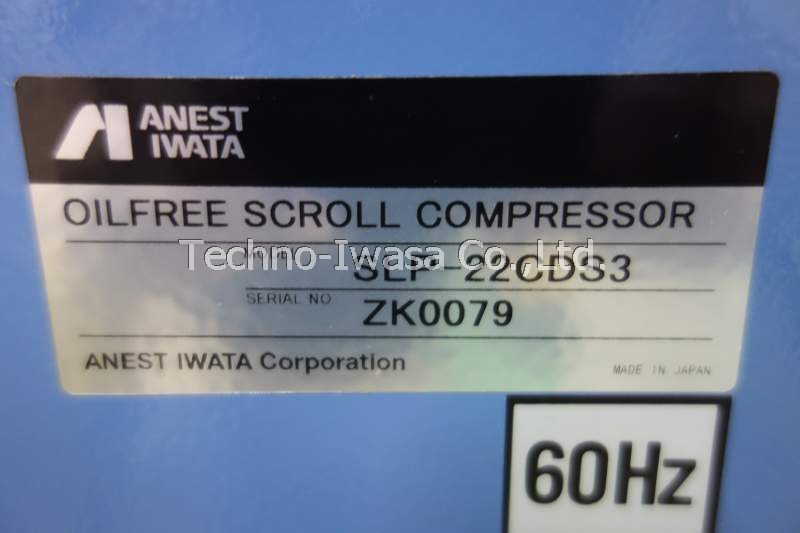 ANEST
IWATA
OILFREE SCROLL COMPRESSOR
MODEL SLP-22CDS3
Techno-Iwasa Co., Ltd.
SERIAL NO ZK0079
ANEST IWATA Corporation
MADE IN JAPAN
60Hz